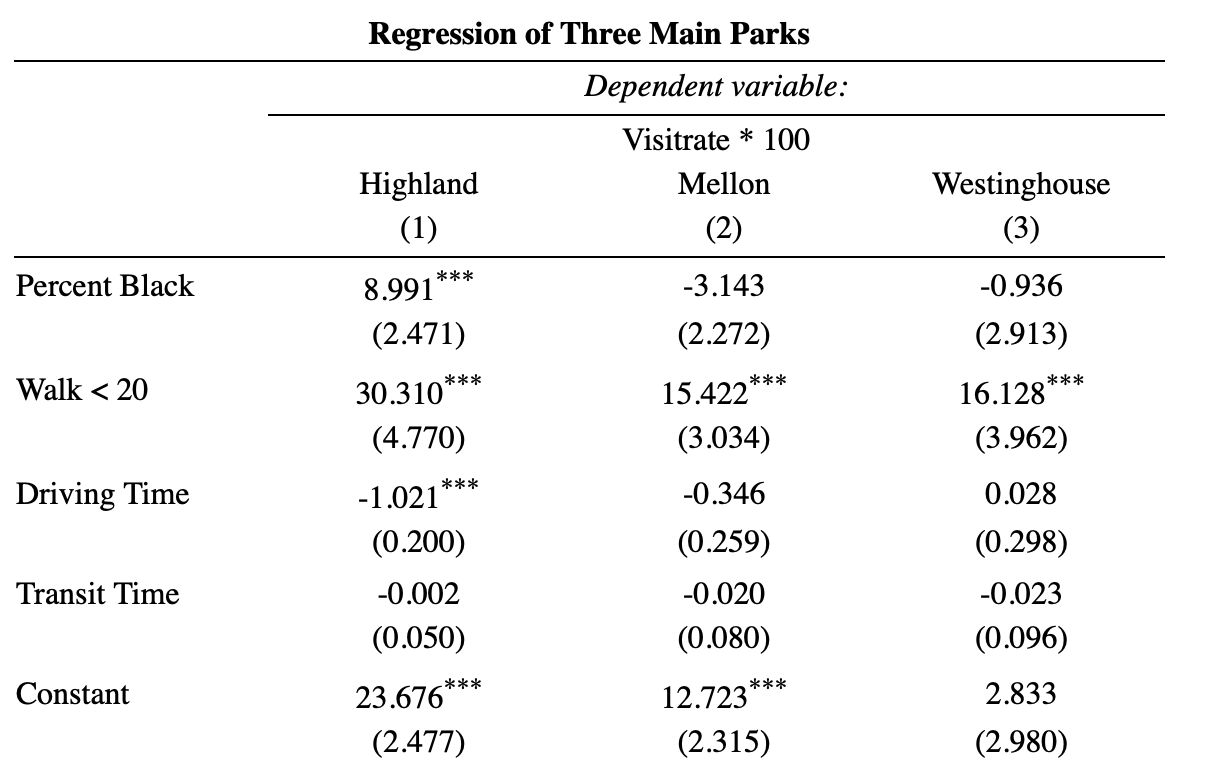 Regression of Three Main Parks
Dependent variable:
Visitrate * 100
Highland Mellon Westinghouse
(1) (2) (3)
Percent Black 8.991*** -3.143 -0.936
(2.471) (2.272) (2.913)
Walk < 20 30.310*** 15.422*** 16.128***
(4.770) (3.034) (3.962)
Driving Time -1.021*** -0.346 0.028
(0.200) (0.259) (0.298)
Transit Time -0.002 -0.020 -0.023
(0.050) (0.080) (0.096)
Constant 23.676*** 12.723*** 2.833
(2.477) (2.315) (2.980)